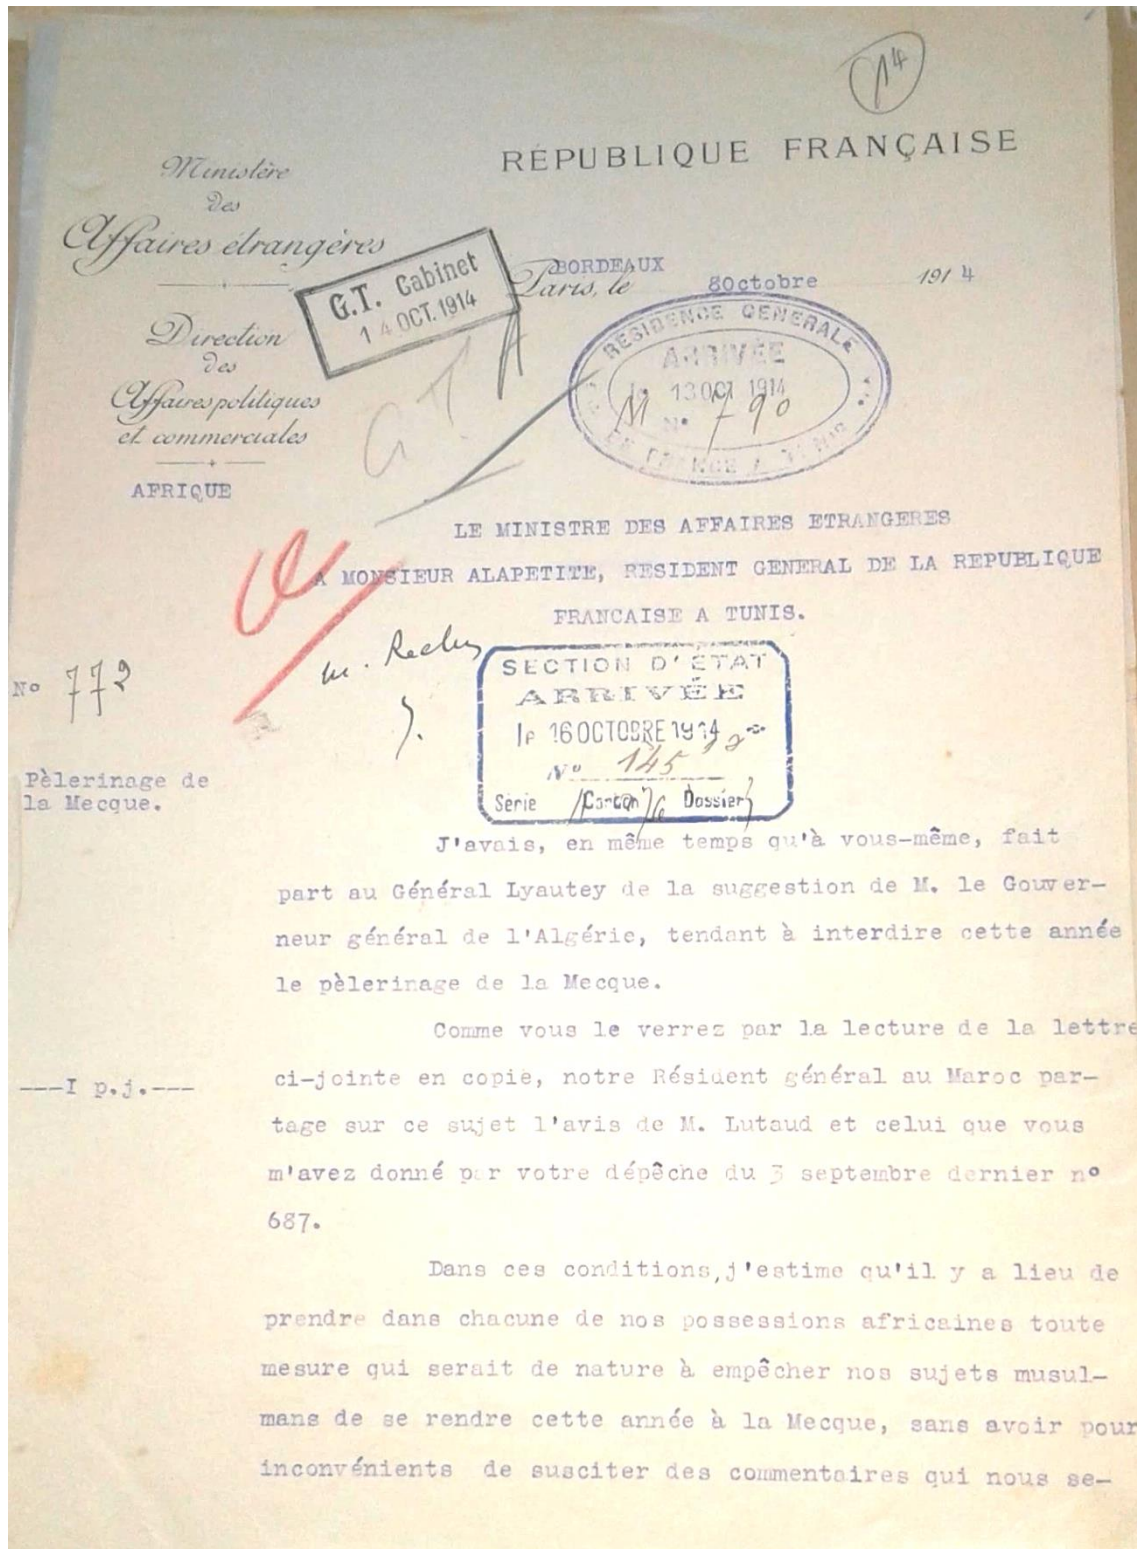 14
RÉPUBLIQUE FRANÇAISE
Ministère
des
Affaires étrangères
BORDEAUX
Paris, le 8Octobre 1914
G.T. Cabinet
14 OCT. 1914
Direction
des
Affaires politiques
et commerciales
AFRIQUE
RESIDENCE GENERALE
ARRIVÉE
le 13 OCT 1914
N°
DE FRANCE A TUNIS
G T
LE MINISTRE DES AFFAIRES ETRANGERES
A MONSIEUR ALAPETITE, RESIDENT GENERAL DE LA REPUBLIQUE
FRANCAISE A TUNIS.
N° 772
SECTION D'ÉTAT
ARRIVÉE
le 16 OCTOBRE 1914
N° 145
Série Carton Dossier
Pèlerinage de
la Mecque.
J'avais, en même temps qu'à vous-même, fait
part au Général Lyautey de la suggestion de M. le Gouver-
neur général de l'Algérie, tendant à interdire cette année
le pèlerinage de la Mecque.
Comme vous le verrez par la lecture de la lettre
---I p.j.---
ci-jointe en copie, notre Résident général au Maroc par-
tage sur ce sujet l'avis de M. Lutaud et celui que vous
m'avez donné par votre dépêche du 3 septembre dernier n°
687.
Dans ces conditions, j'estime qu'il y a lieu de
prendre dans chacune de nos possessions africaines toute
mesure qui serait de nature à empêcher nos sujets musul-
mans de se rendre cette année à la Mecque, sans avoir pour
inconvénients de susciter des commentaires qui nous se-